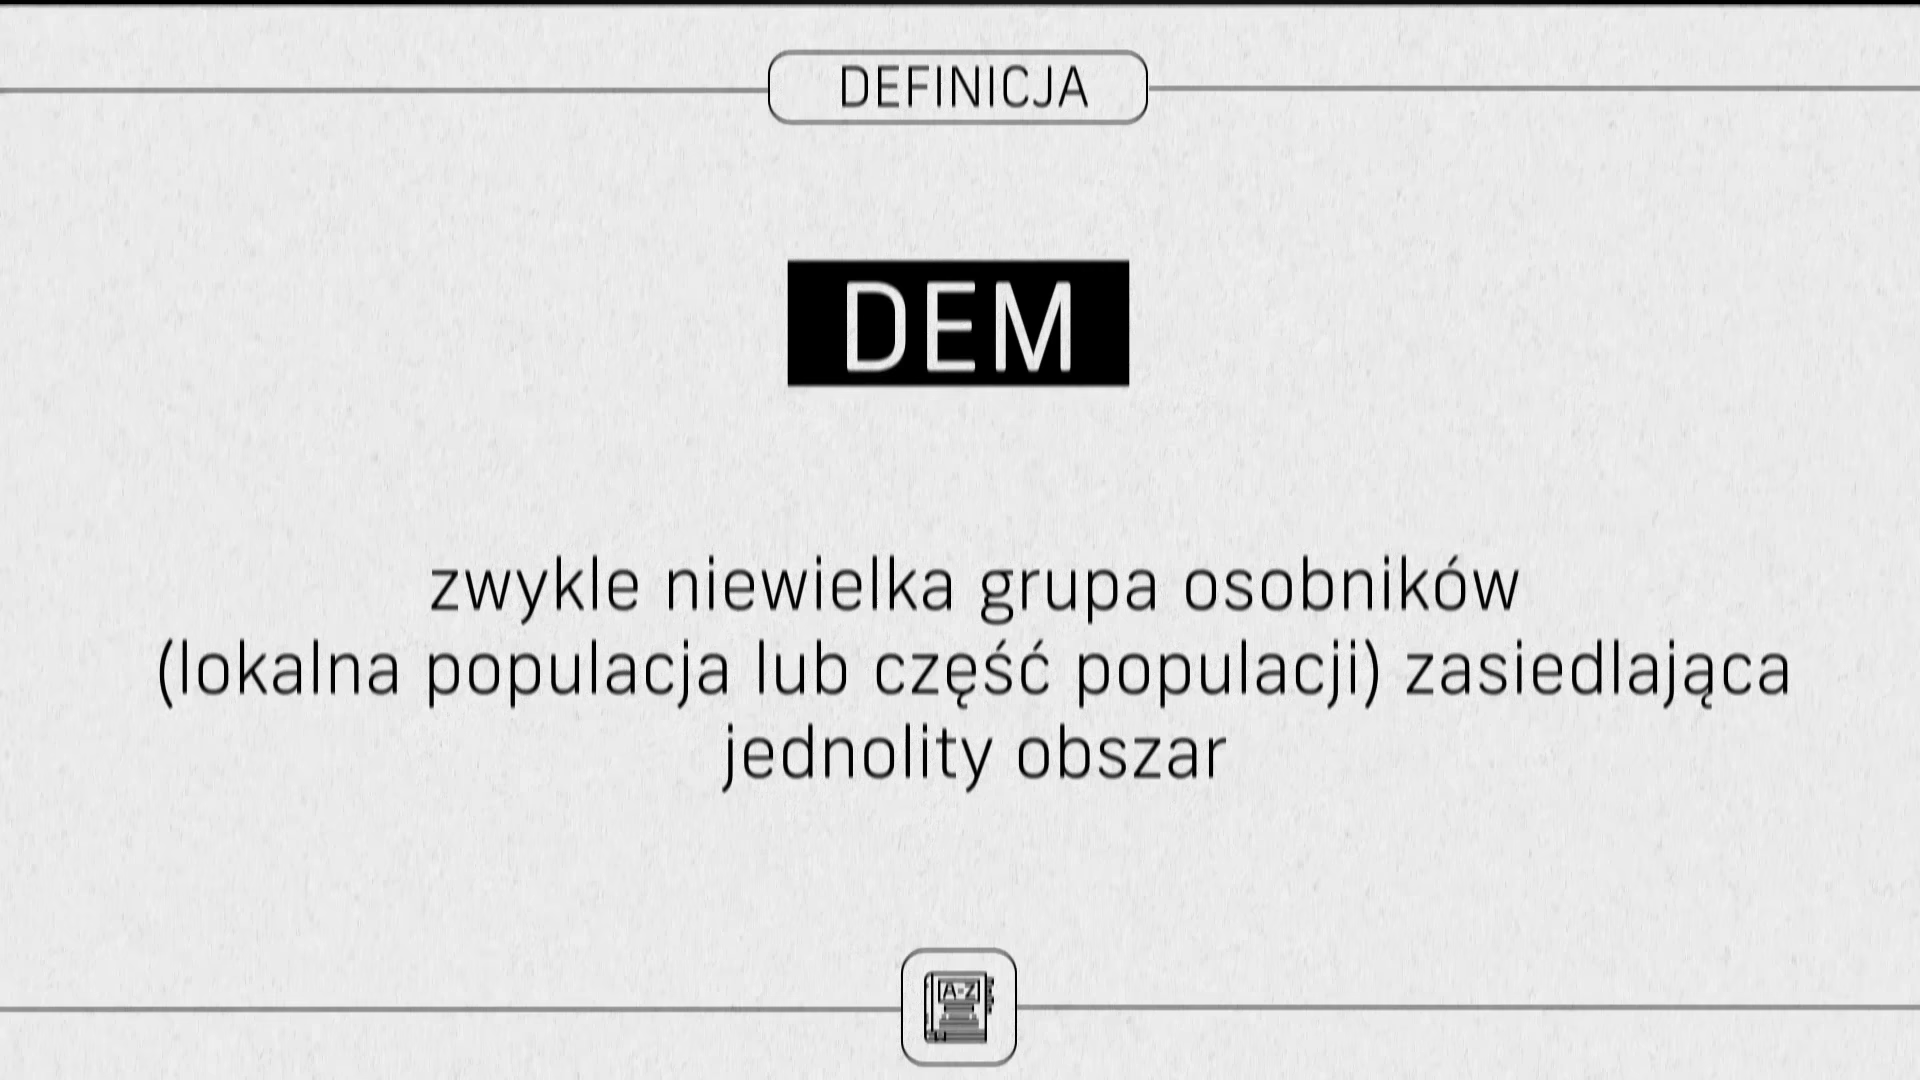 DEFINICJA
DEM
zwykle niewielka grupa osobników
(lokalna populacja lub część populacji) zasiedlająca
jednolity obszar
A-Z